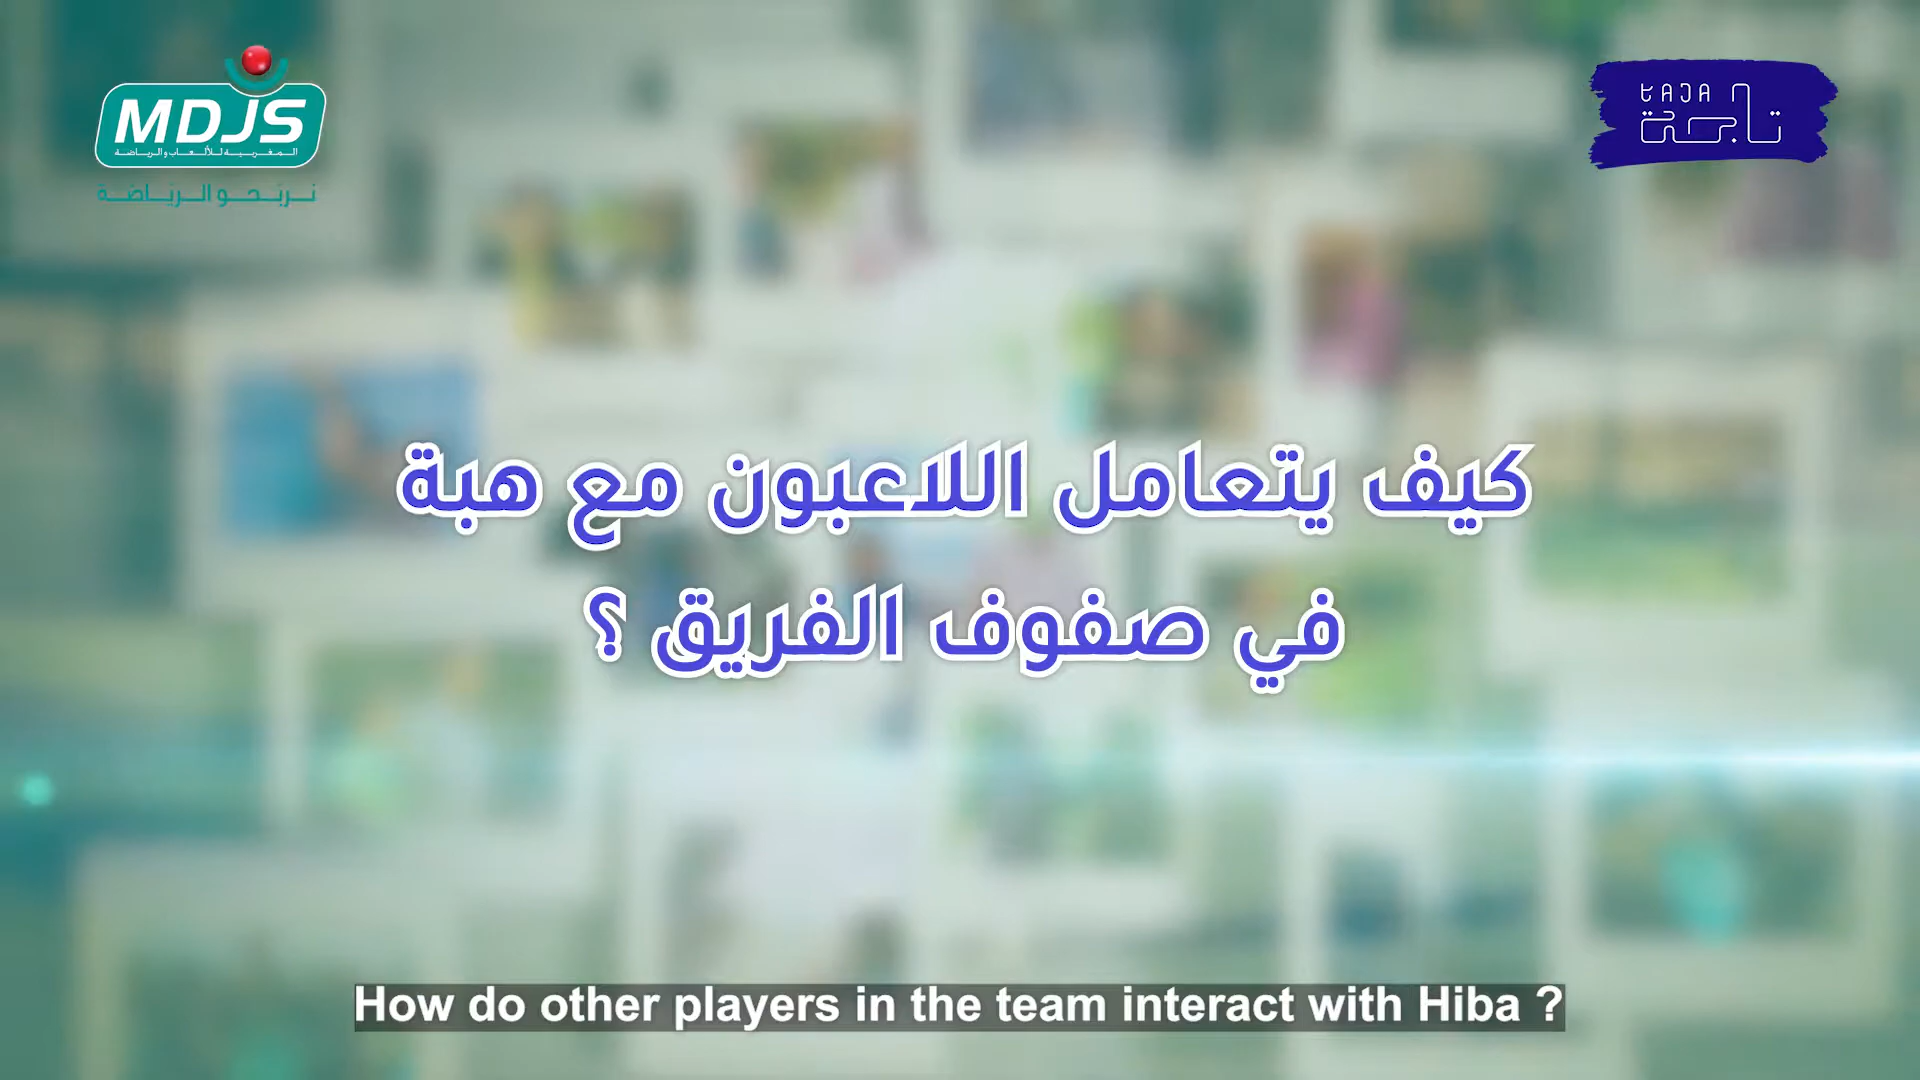 MDJS
المغربية للألعاب والرياضة
نربحو الرياضة
تاجة
كيف يتعامل اللاعبون مع هبة
في صفوف الفريق ؟
How do other players in the team interact with Hiba ?